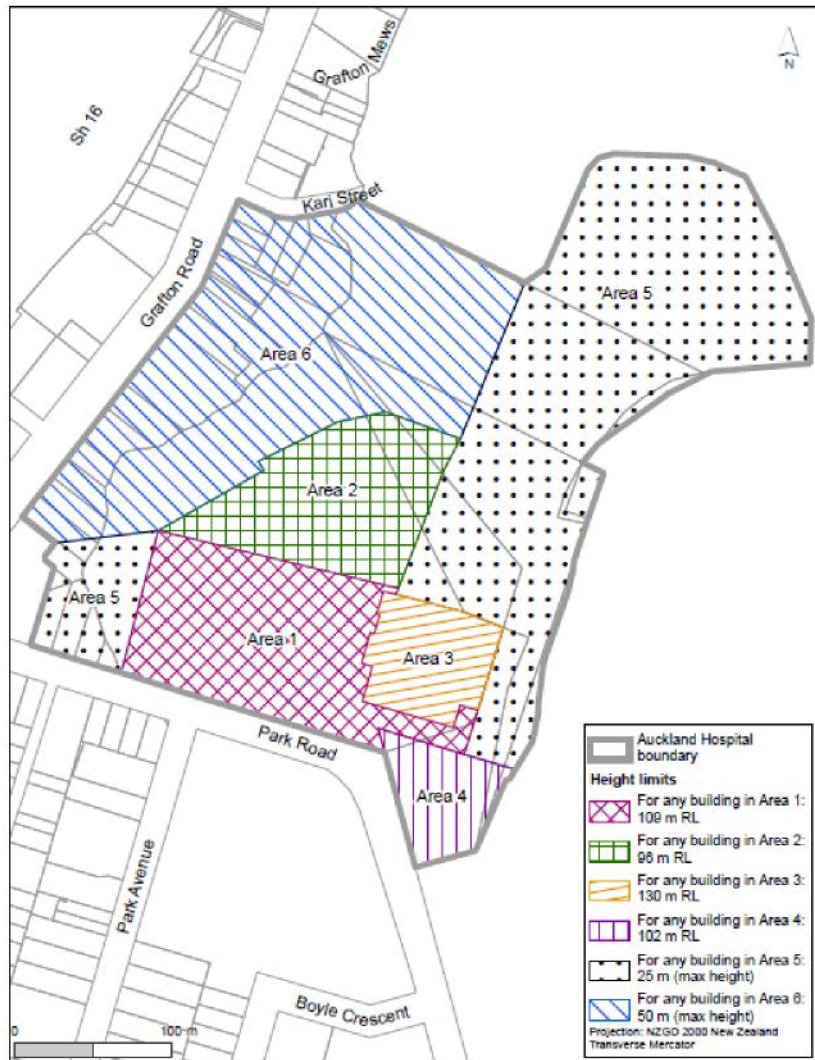 Grafton Mews
N
Sh 16
Kari Street
Grafton Road
Area 5
Area 6
Area 2
Area 5
Area 1
Area 3
Park Road
Area 4
Park Avenue
Boyle Crescent
0
100 m
Auckland Hospital
boundary
Height limits
For any building in Area 1:
109 m RL
For any building in Area 2:
96 m RL
For any building in Area 3:
130 m RL
For any building in Area 4:
102 m RL
For any building in Area 5:
25 m (max height)
For any building in Area 6:
50 m (max height)
Projection: NZGD 2000 New Zealand
Transverse Mercator